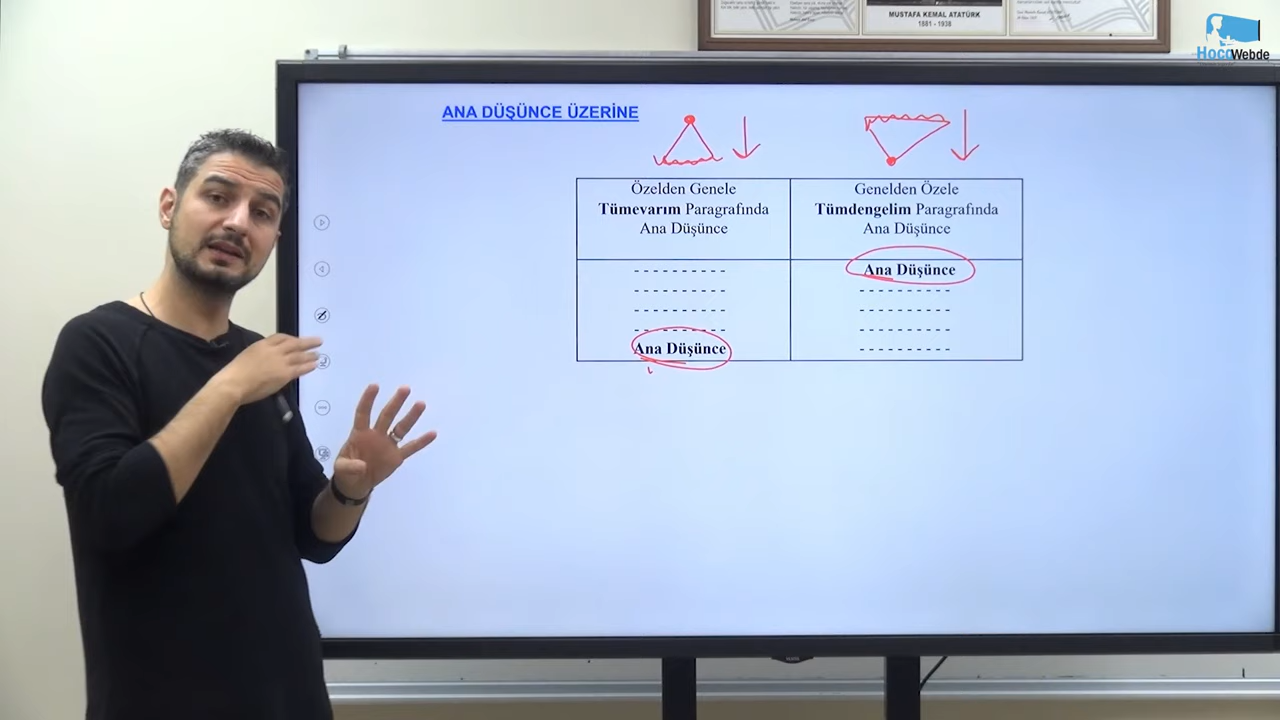 MUSTAFA KEMAL ATATÜRK
1881 - 1938
HocaWebde
ANA DÜŞÜNCE ÜZERİNE
Özelden Genele
Tümevarım Paragrafında
Ana Düşünce
Genelden Özele
Tümdengelim Paragrafında
Ana Düşünce
- - - - - - - - - -
- - - - - - - - - -
- - - - - - - - - -
- - - - - - - - - -
Ana Düşünce
Ana Düşünce
- - - - - - - - - -
- - - - - - - - - -
- - - - - - - - - -
- - - - - - - - - -